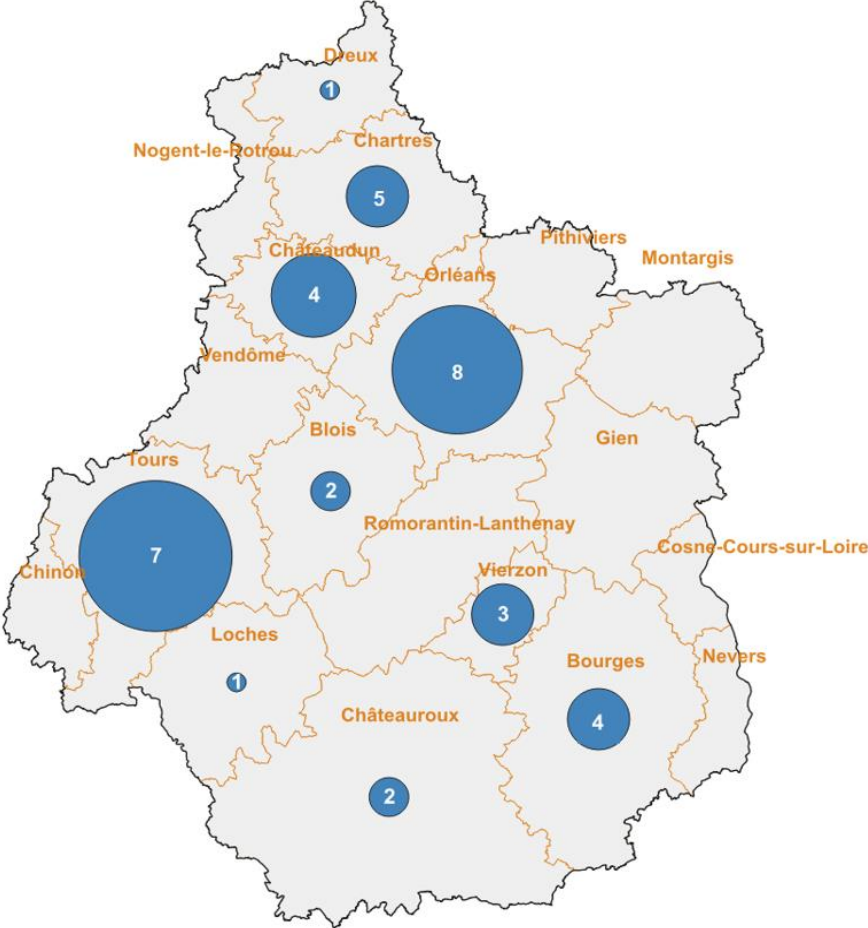 Dreux
1
Chartres
Nogent-le-Rotrou
5
Pithiviers
Châteaudun
Montargis
Orléans
4
Vendôme
8
Blois
Gien
Tours
2
Romorantin-Lanthenay
Cosne-Cours-sur-Loire
7
Chinon
Vierzon
3
Loches
Nevers
Bourges
1
Châteauroux
4
2